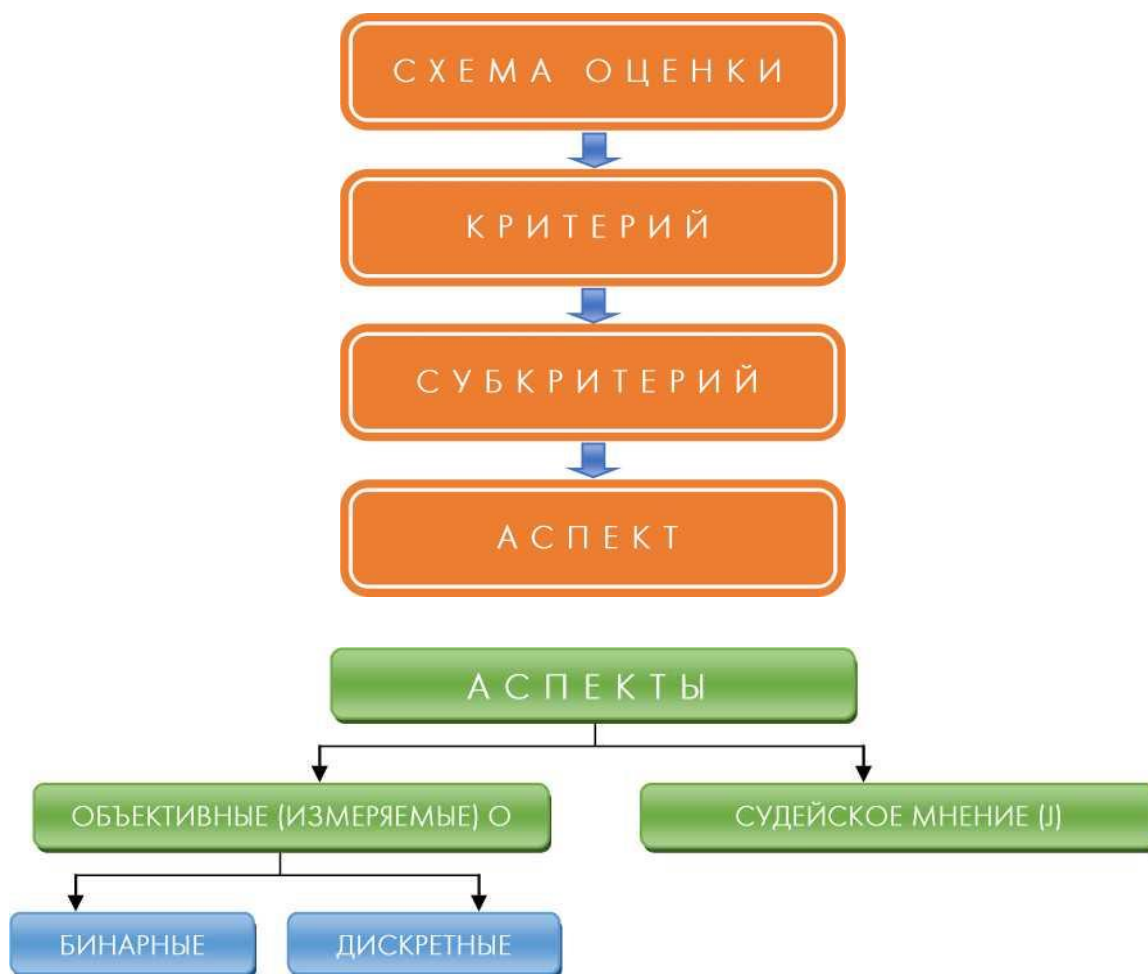 СХЕМА ОЦЕНКИ
КРИТЕРИЙ
СУБКРИТЕРИЙ
АСПЕКТ
АСПЕКТЫ
ОБЪЕКТИВНЫЕ (ИЗМЕРЯЕМЫЕ) О
СУДЕЙСКОЕ МНЕНИЕ (J)
БИНАРНЫЕ
ДИСКРЕТНЫЕ